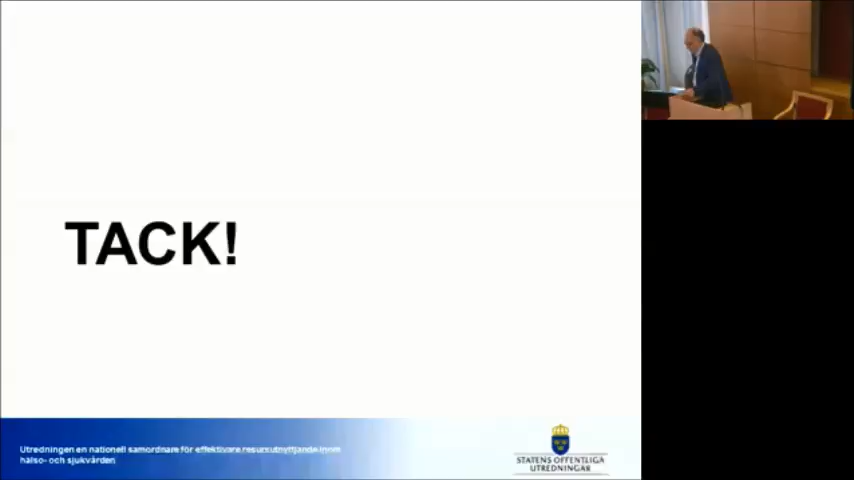 TACK!
Utredningen en nationell samordnare för effektivare resursutnyttjande inom
hälso- och sjukvården
STATENS OFFENTLIGA
UTREDNINGAR